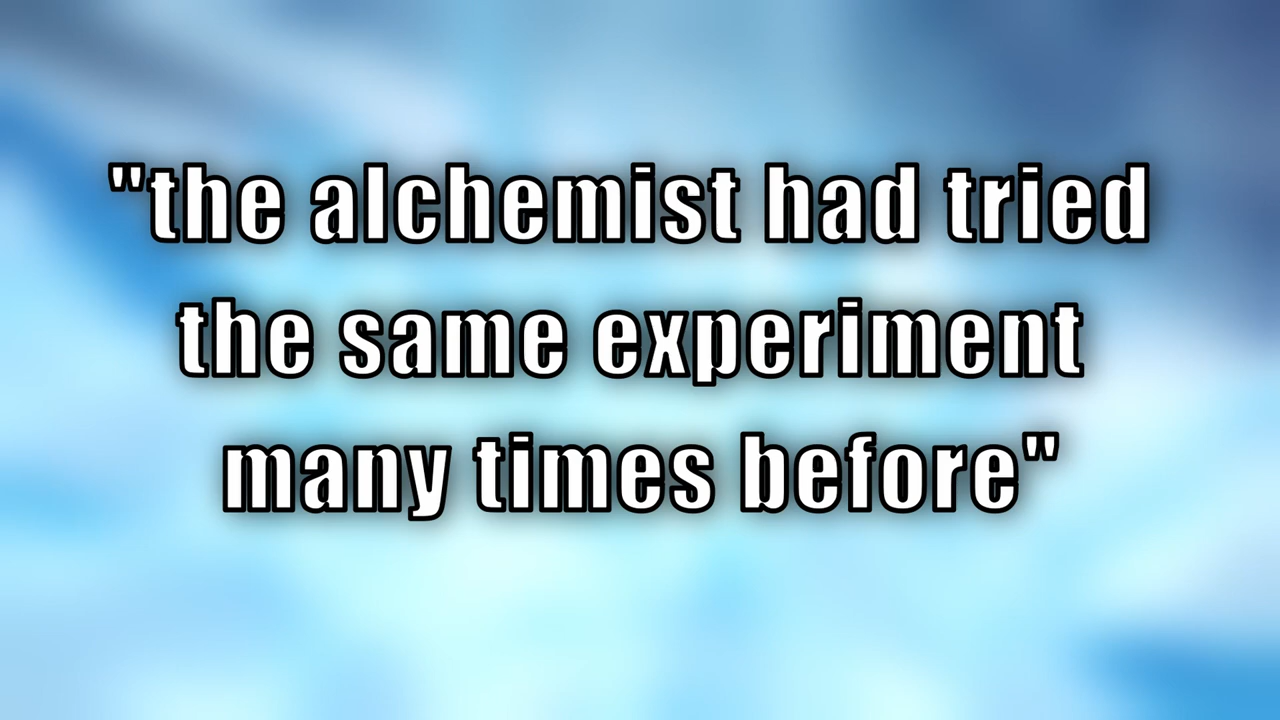 "the alchemist had tried
the same experiment
many times before"